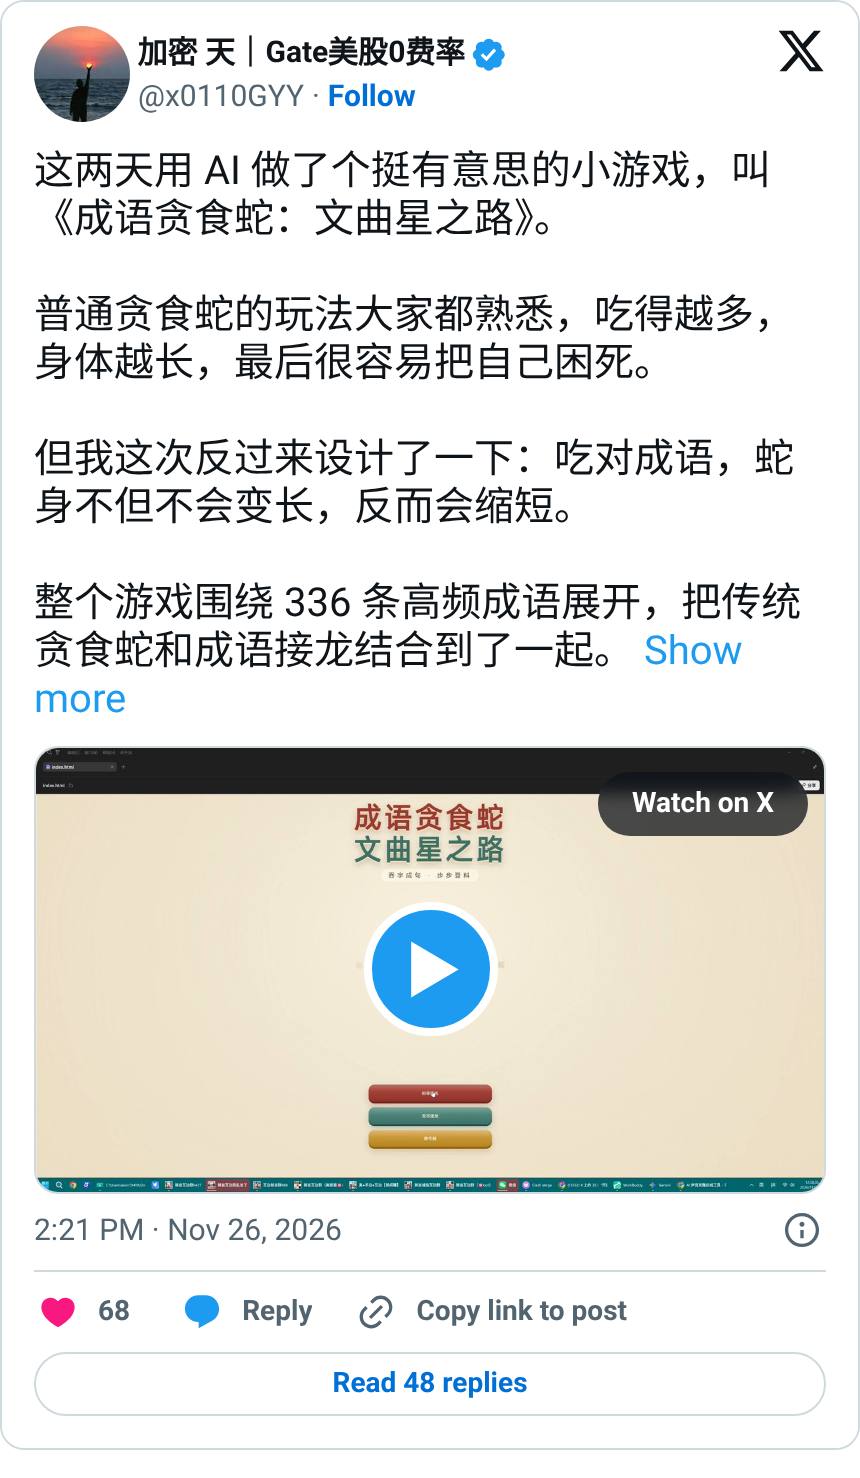 加密 天｜Gate美股0费率
@x0110GYY · Follow
这两天用 AI 做了个挺有意思的小游戏，叫
《成语贪食蛇：文曲星之路》。
普通贪食蛇的玩法大家都熟悉，吃得越多，
身体越长，最后很容易把自己困死。
但我这次反过来设计了一下：吃对成语，蛇
身不但不会变长，反而会缩短。
整个游戏围绕 336 条高频成语展开，把传统
贪食蛇和成语接龙结合到了一起。 Show
more
index.html
index.html
Watch on X
成语贪食蛇
文曲星之路
2:21 PM · Nov 26, 2026
68 Reply Copy link to post
Read 48 replies